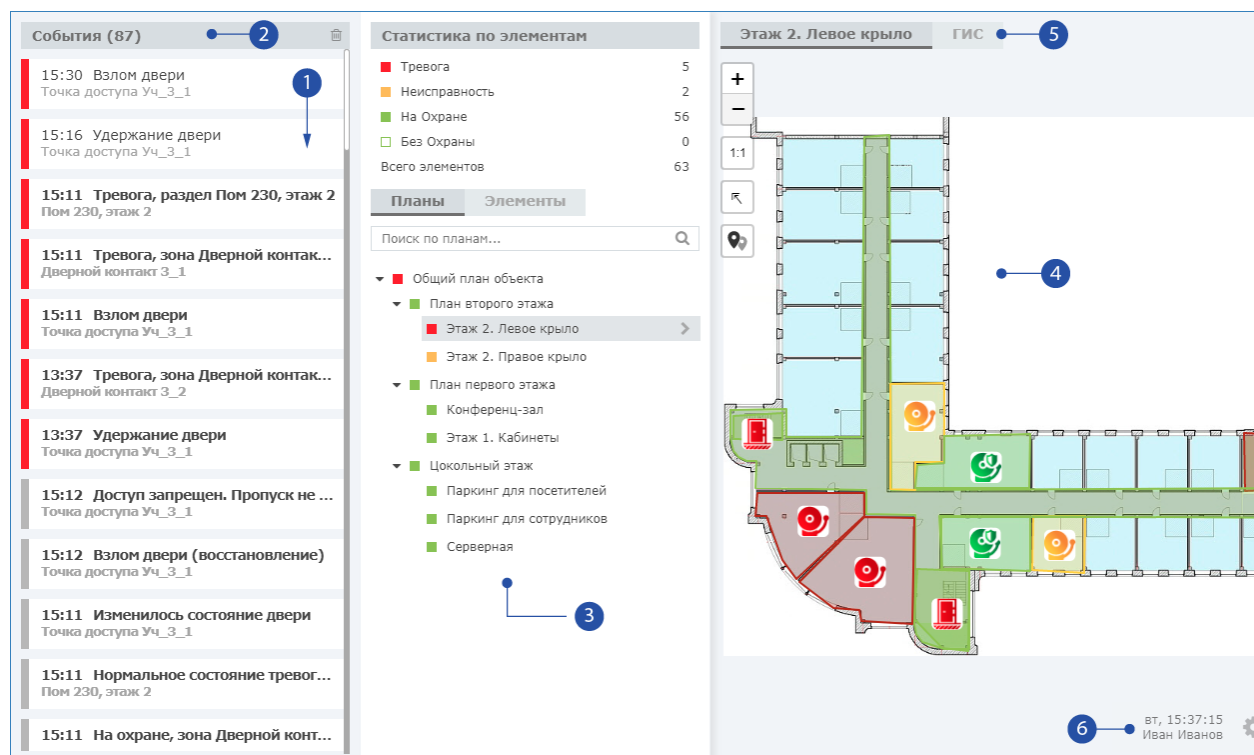 События (87)
2
1
15:30 Взлом двери
Точка доступа Уч_3_1
15:16 Удержание двери
Точка доступа Уч_3_1
15:11 Тревога, раздел Пом 230, этаж 2
Пом 230, этаж 2
15:11 Тревога, зона Дверной контак...
Дверной контакт 3_1
15:11 Взлом двери
Точка доступа Уч_3_1
13:37 Тревога, зона Дверной контак...
Дверной контакт 3_2
13:37 Удержание двери
Точка доступа Уч_3_1
15:12 Доступ запрещен. Пропуск не ...
Точка доступа Уч_3_1
15:12 Взлом двери (восстановление)
Точка доступа Уч_3_1
15:11 Изменилось состояние двери
Точка доступа Уч_3_1
15:11 Нормальное состояние тревог...
Пом 230, этаж 2
15:11 На охране, зона Дверной конт...
Статистика по элементам
Тревога 5
Неисправность 2
На Охране 56
Без Охраны 0
Всего элементов 63
Планы Элементы
Поиск по планам...
Общий план объекта
План второго этажа
Этаж 2. Левое крыло
Этаж 2. Правое крыло
План первого этажа
Конференц-зал
Этаж 1. Кабинеты
Цокольный этаж
Паркинг для посетителей
Паркинг для сотрудников
Серверная
3
Этаж 2. Левое крыло ГИС 5
+
−
1:1
4
6
вт, 15:37:15
Иван Иванов